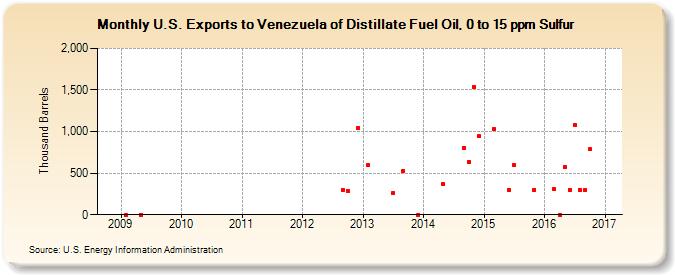 Monthly U.S. Exports to Venezuela of Distillate Fuel Oil, 0 to 15 ppm Sulfur
Thousand Barrels
2,000
1,500
1,000
500
0
2009 2010 2011 2012 2013 2014 2015 2016 2017
Source: U.S. Energy Information Administration